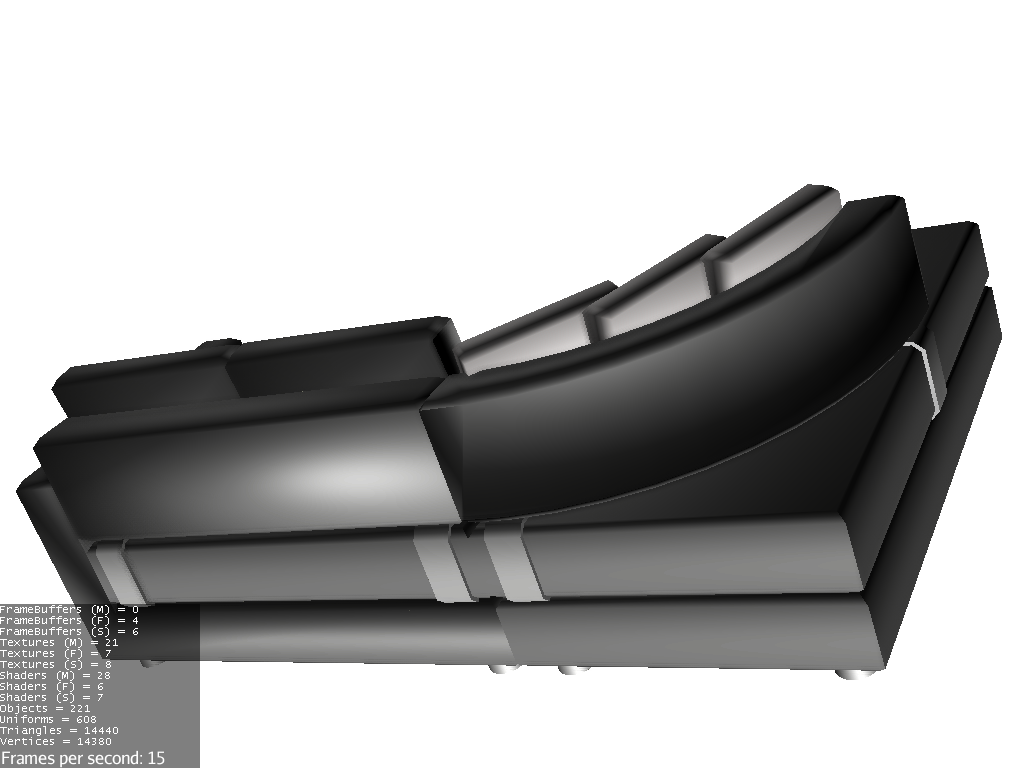 FrameBuffers (M) = 0
FrameBuffers (F) = 4
FrameBuffers (S) = 6
Textures (M) = 21
Textures (F) = 7
Textures (S) = 8
Shaders (M) = 28
Shaders (F) = 6
Shaders (S) = 7
Objects = 221
Uniforms = 608
Triangles = 14440
Vertices = 14380
Frames per second: 15